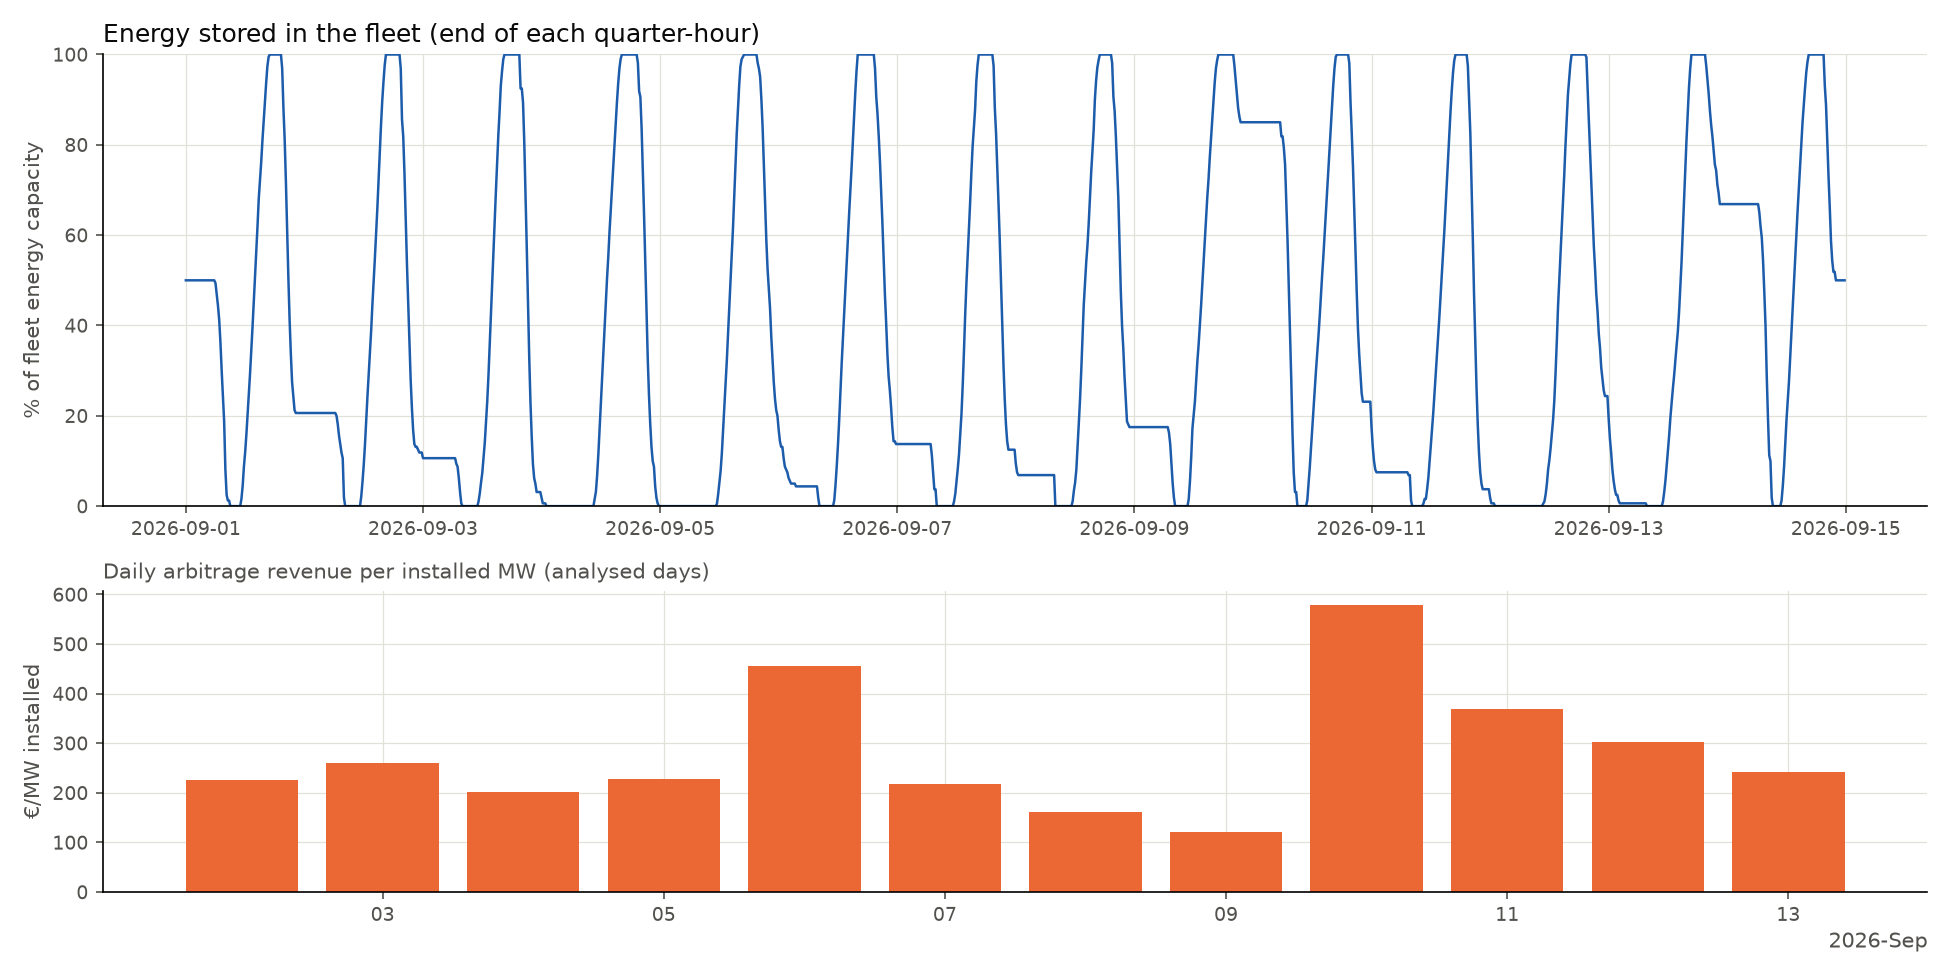 Energy stored in the fleet (end of each quarter-hour)
% of fleet energy capacity
100
80
60
40
20
0
2026-09-01 2026-09-03 2026-09-05 2026-09-07 2026-09-09 2026-09-11 2026-09-13 2026-09-15
Daily arbitrage revenue per installed MW (analysed days)
€/MW installed
600
500
400
300
200
100
0
03 05 07 09 11 13
2026-Sep